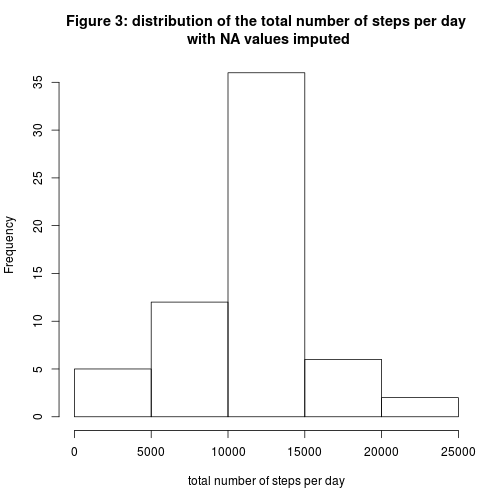 Figure 3: distribution of the total number of steps per day
with NA values imputed
Frequency
35
30
25
20
15
10
5
0
0 5000 10000 15000 20000 25000
total number of steps per day